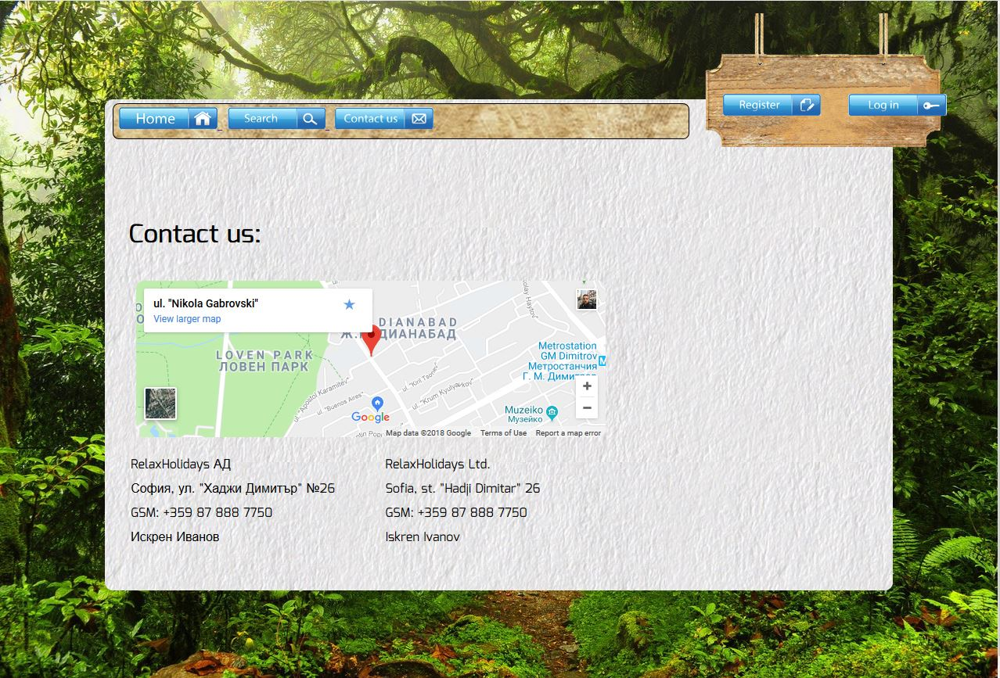 Home
Search
Contact us
Register
Log in
Contact us:
ul. "Nikola Gabrovski"
View larger map
DIANABAD
ДИАНАБАД
LOVEN PARK
ЛОВЕН ПАРК
Metrostation
GM Dimitrov
Метростанция
Г. М. Димитров
ul. "Apostol Karamitev"
ul. "Buenos Aires"
ul. "Kiril Tsonev"
ul. "Krum Kyulyavkov"
Muzeiko
Музейко
Google
Map data ©2018 Google
Terms of Use
Report a map error
RelaxHolidays АД
София, ул. "Хаджи Димитър" №26
GSM: +359 87 888 7750
Искрен Иванов
RelaxHolidays Ltd.
Sofia, st. "Hadji Dimitar" 26
GSM: +359 87 888 7750
Iskren Ivanov